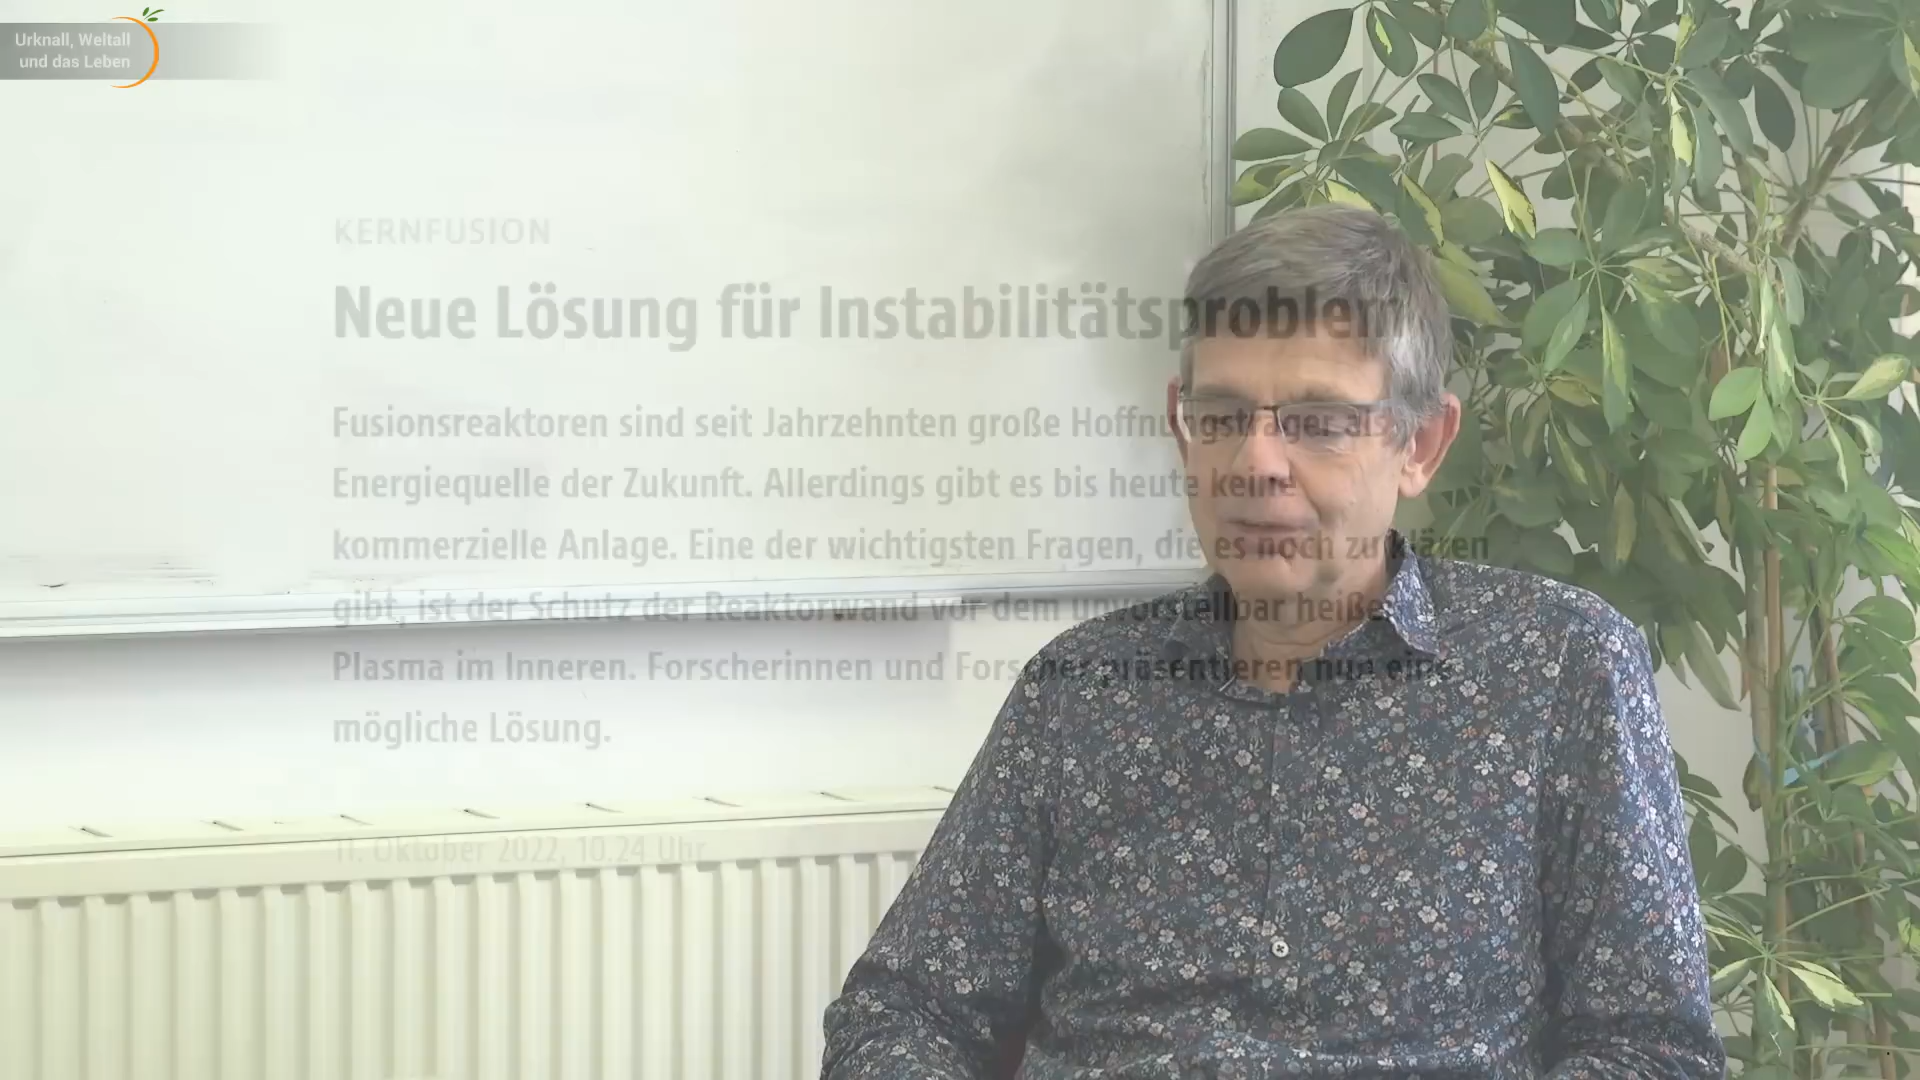 Urknall, Weltall
und das Leben
KERNFUSION
Neue Lösung für Instabilitätsproblem
Fusionsreaktoren sind seit Jahrzehnten große Hoffnungsträger als
Energiequelle der Zukunft. Allerdings gibt es bis heute keine
kommerzielle Anlage. Eine der wichtigsten Fragen, die es noch zu klären
gibt, ist der Schutz der Reaktorwand vor dem unvorstellbar heißen
Plasma im Inneren. Forscherinnen und Forscher präsentieren nun eine
mögliche Lösung.
11. Oktober 2022, 10.24 Uhr